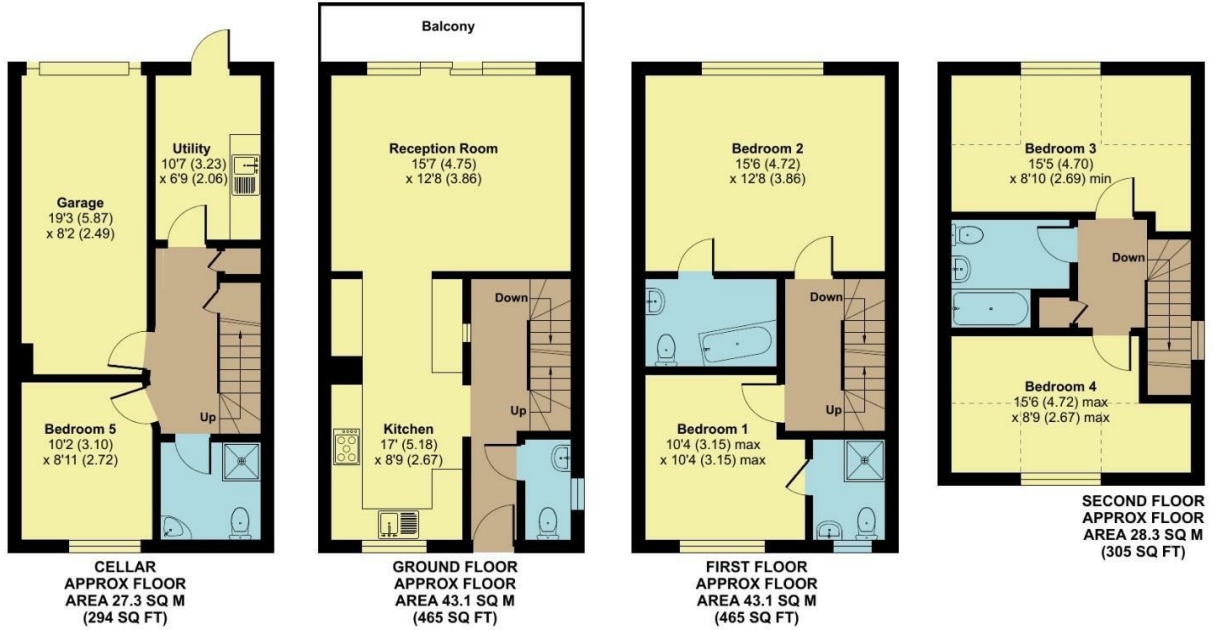 Balcony
Utility
10'7 (3.23)
x 6'9 (2.06)
Garage
19'3 (5.87)
x 8'2 (2.49)
Bedroom 5
10'2 (3.10)
x 8'11 (2.72)
Up
CELLAR
APPROX FLOOR
AREA 27.3 SQ M
(294 SQ FT)
Reception Room
15'7 (4.75)
x 12'8 (3.86)
Down
Up
Kitchen
17' (5.18)
x 8'9 (2.67)
GROUND FLOOR
APPROX FLOOR
AREA 43.1 SQ M
(465 SQ FT)
Bedroom 2
15'6 (4.72)
x 12'8 (3.86)
Down
Up
Bedroom 1
10'4 (3.15) max
x 10'4 (3.15) max
FIRST FLOOR
APPROX FLOOR
AREA 43.1 SQ M
(465 SQ FT)
Bedroom 3
15'5 (4.70)
x 8'10 (2.69) min
Down
Bedroom 4
15'6 (4.72) max
x 8'9 (2.67) max
SECOND FLOOR
APPROX FLOOR
AREA 28.3 SQ M
(305 SQ FT)